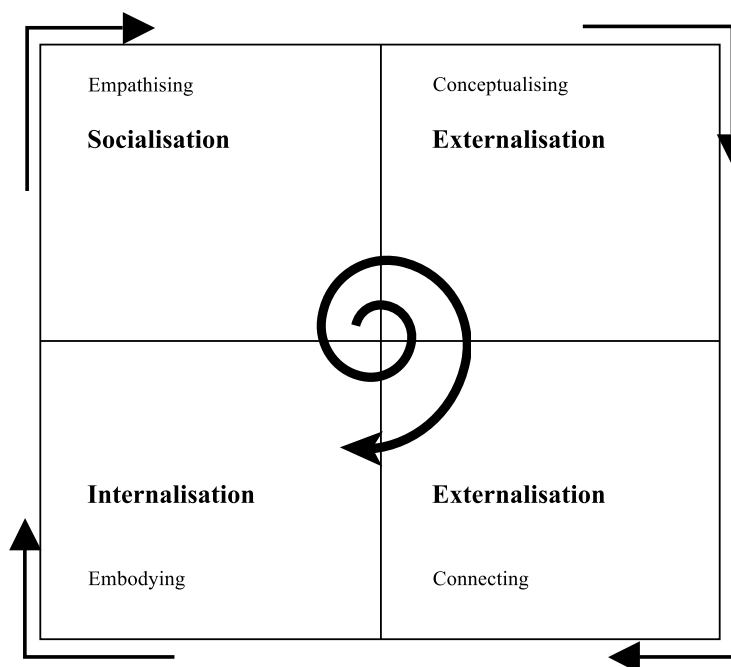 Empathising
Socialisation
Conceptualising
Externalisation
Internalisation
Embodying
Externalisation
Connecting